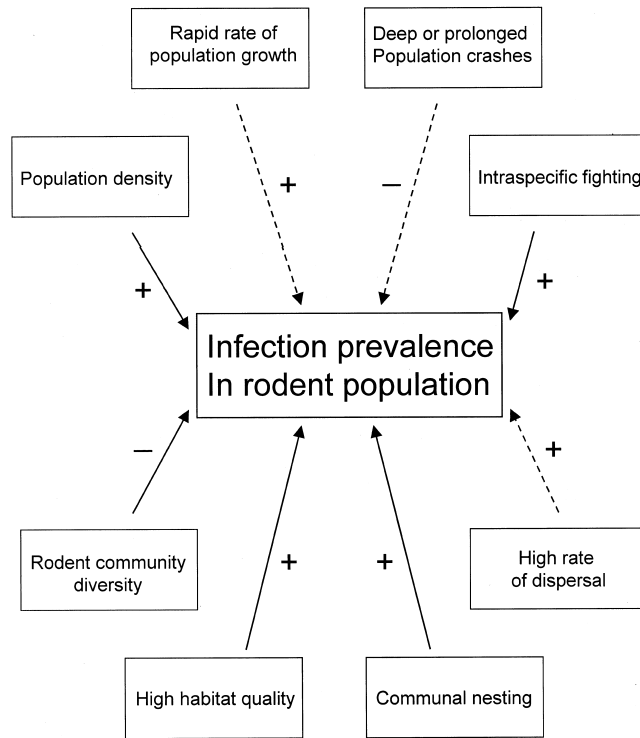 Rapid rate of
population growth
Deep or prolonged
Population crashes
Population density
Intraspecific fighting
+
–
+
+
Infection prevalence
In rodent population
–
+
+
+
Rodent community
diversity
High rate
of dispersal
High habitat quality
Communal nesting